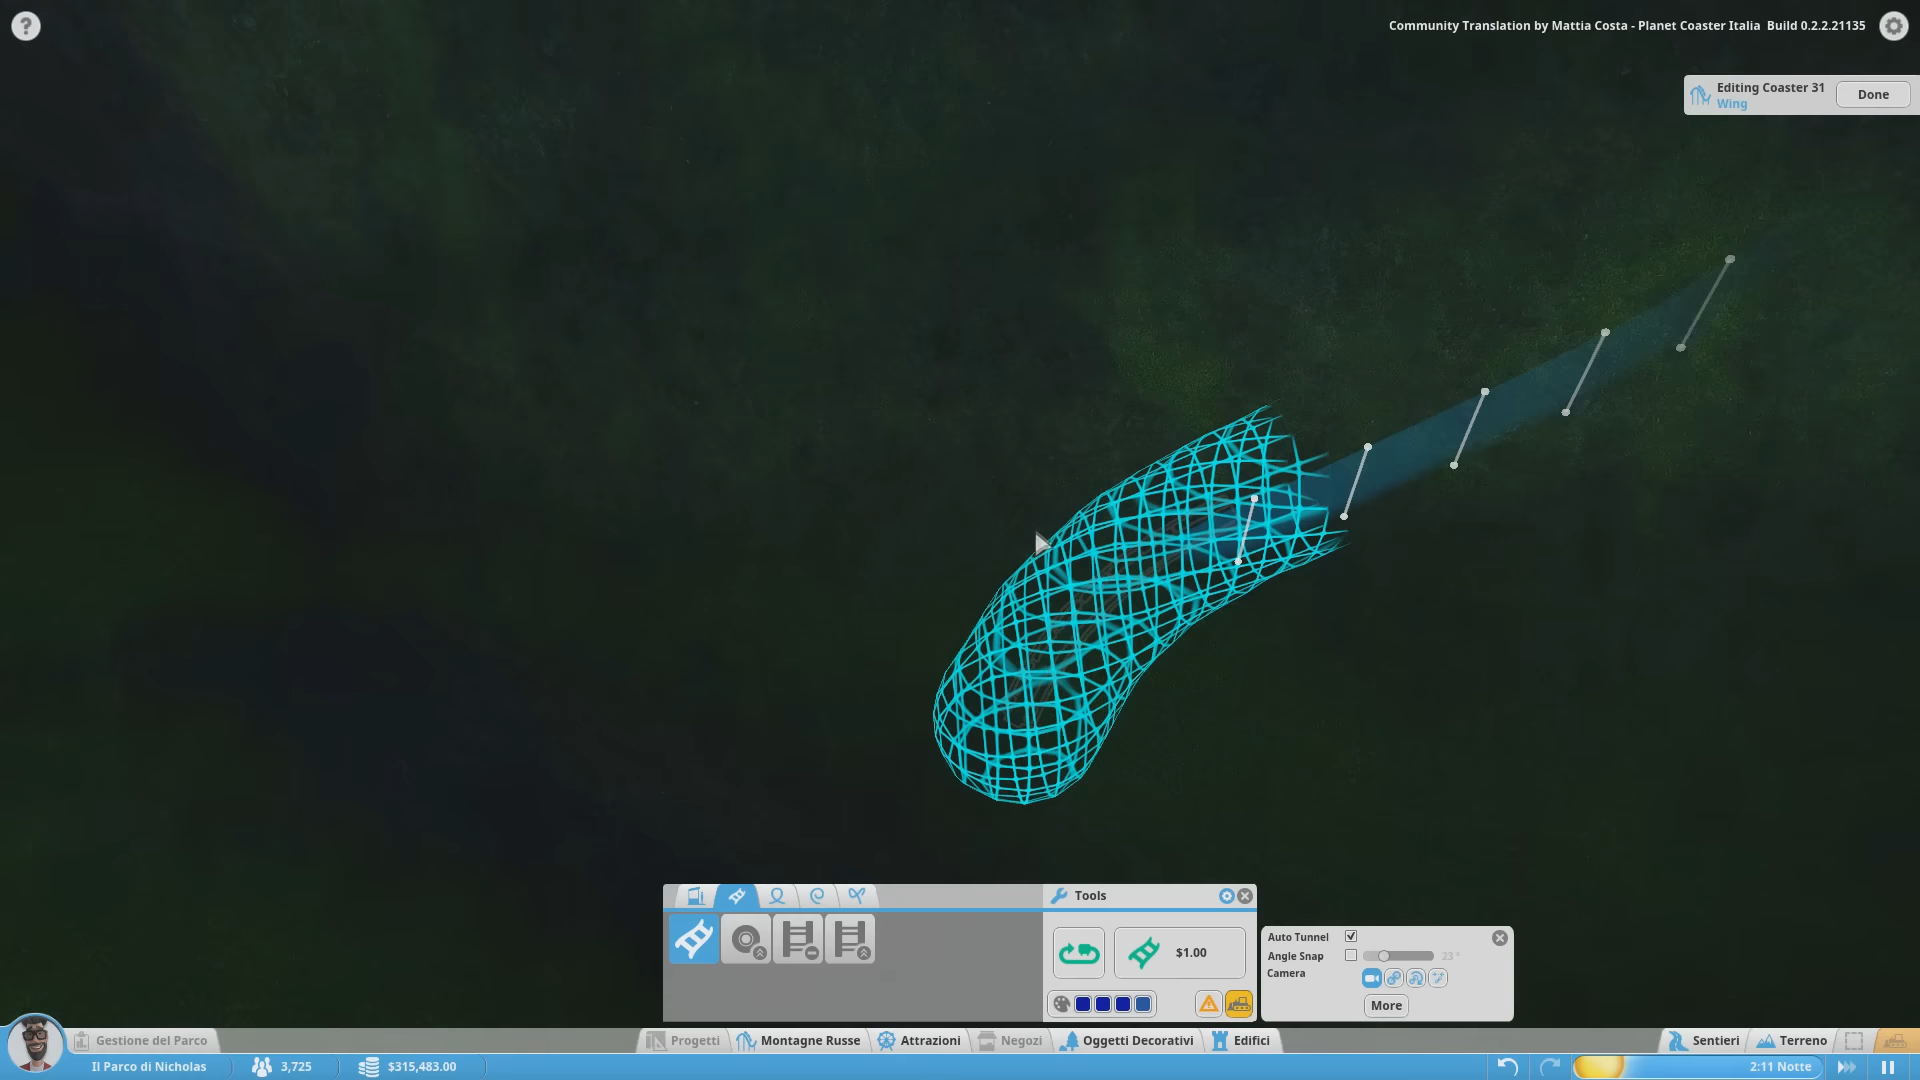 ?
Community Translation by Mattia Costa - Planet Coaster Italia Build 0.2.2.21135
Editing Coaster 31
Wing
Done
Tools
$1.00
Auto Tunnel
Angle Snap
23°
Camera
More
Gestione del Parco
Progetti
Montagne Russe
Attrazioni
Negozi
Oggetti Decorativi
Edifici
Sentieri
Terreno
Il Parco di Nicholas
3,725
$315,483.00
2:11 Notte